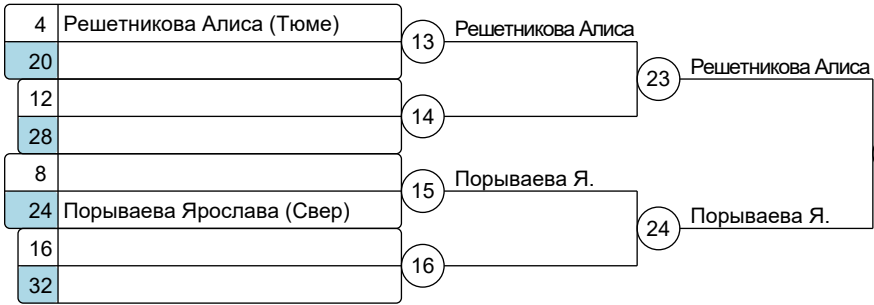 4 Решетникова Алиса (Тюме)
20
13 Решетникова Алиса
12
28
14
23 Решетникова Алиса
8
24 Порываева Ярослава (Свер)
15 Порываева Я.
16
32
16
24 Порываева Я.